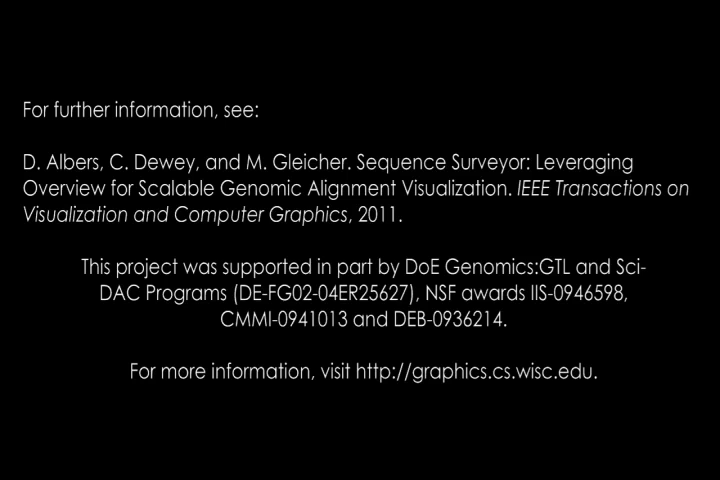 For further information, see:
D. Albers, C. Dewey, and M. Gleicher. Sequence Surveyor: Leveraging
Overview for Scalable Genomic Alignment Visualization. IEEE Transactions on
Visualization and Computer Graphics, 2011.
This project was supported in part by DoE Genomics:GTL and Sci-
DAC Programs (DE-FG02-04ER25627), NSF awards IIS-0946598,
CMMI-0941013 and DEB-0936214.
For more information, visit http://graphics.cs.wisc.edu.